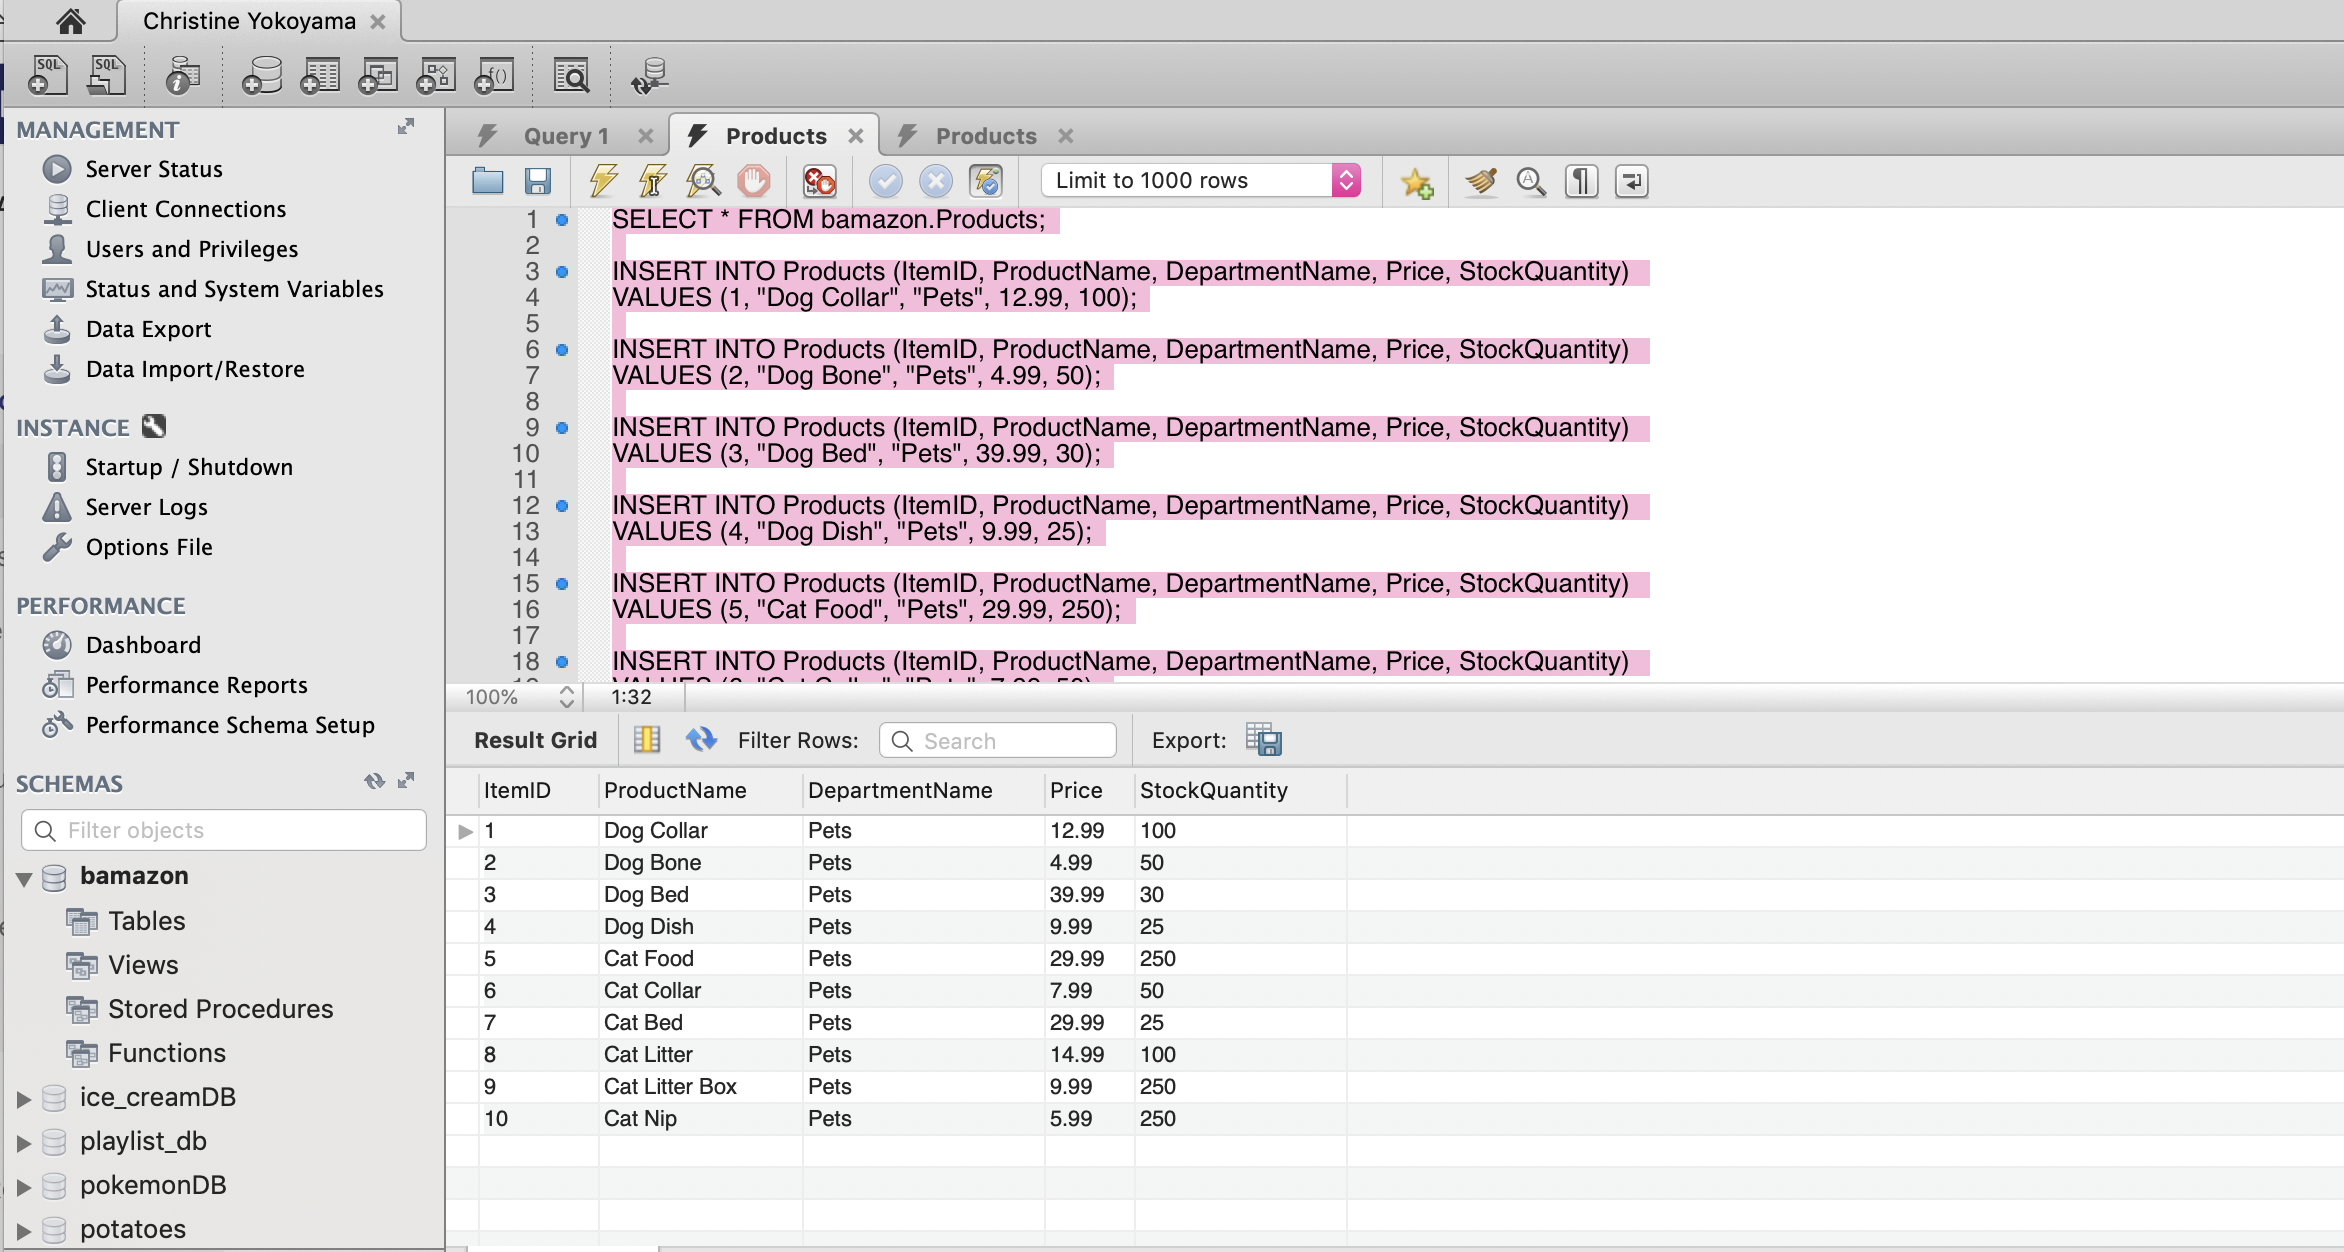 Christine Yokoyama
SQL SQL
MANAGEMENT
Server Status
Client Connections
Users and Privileges
Status and System Variables
Data Export
Data Import/Restore
INSTANCE
Startup / Shutdown
Server Logs
Options File
PERFORMANCE
Dashboard
Performance Reports
Performance Schema Setup
SCHEMAS
Filter objects
bamazon
Tables
Views
Stored Procedures
Functions
ice_creamDB
playlist_db
pokemonDB
potatoes
Query 1 Products Products
Limit to 1000 rows
1 SELECT * FROM bamazon.Products;
2
3 INSERT INTO Products (ItemID, ProductName, DepartmentName, Price, StockQuantity)
4 VALUES (1, "Dog Collar", "Pets", 12.99, 100);
5
6 INSERT INTO Products (ItemID, ProductName, DepartmentName, Price, StockQuantity)
7 VALUES (2, "Dog Bone", "Pets", 4.99, 50);
8
9 INSERT INTO Products (ItemID, ProductName, DepartmentName, Price, StockQuantity)
10 VALUES (3, "Dog Bed", "Pets", 39.99, 30);
11
12 INSERT INTO Products (ItemID, ProductName, DepartmentName, Price, StockQuantity)
13 VALUES (4, "Dog Dish", "Pets", 9.99, 25);
14
15 INSERT INTO Products (ItemID, ProductName, DepartmentName, Price, StockQuantity)
16 VALUES (5, "Cat Food", "Pets", 29.99, 250);
17
18 INSERT INTO Products (ItemID, ProductName, DepartmentName, Price, StockQuantity)
100% 1:32
Result Grid Filter Rows: Search Export:
ItemID ProductName DepartmentName Price StockQuantity
1 Dog Collar Pets 12.99 100
2 Dog Bone Pets 4.99 50
3 Dog Bed Pets 39.99 30
4 Dog Dish Pets 9.99 25
5 Cat Food Pets 29.99 250
6 Cat Collar Pets 7.99 50
7 Cat Bed Pets 29.99 25
8 Cat Litter Pets 14.99 100
9 Cat Litter Box Pets 9.99 250
10 Cat Nip Pets 5.99 250